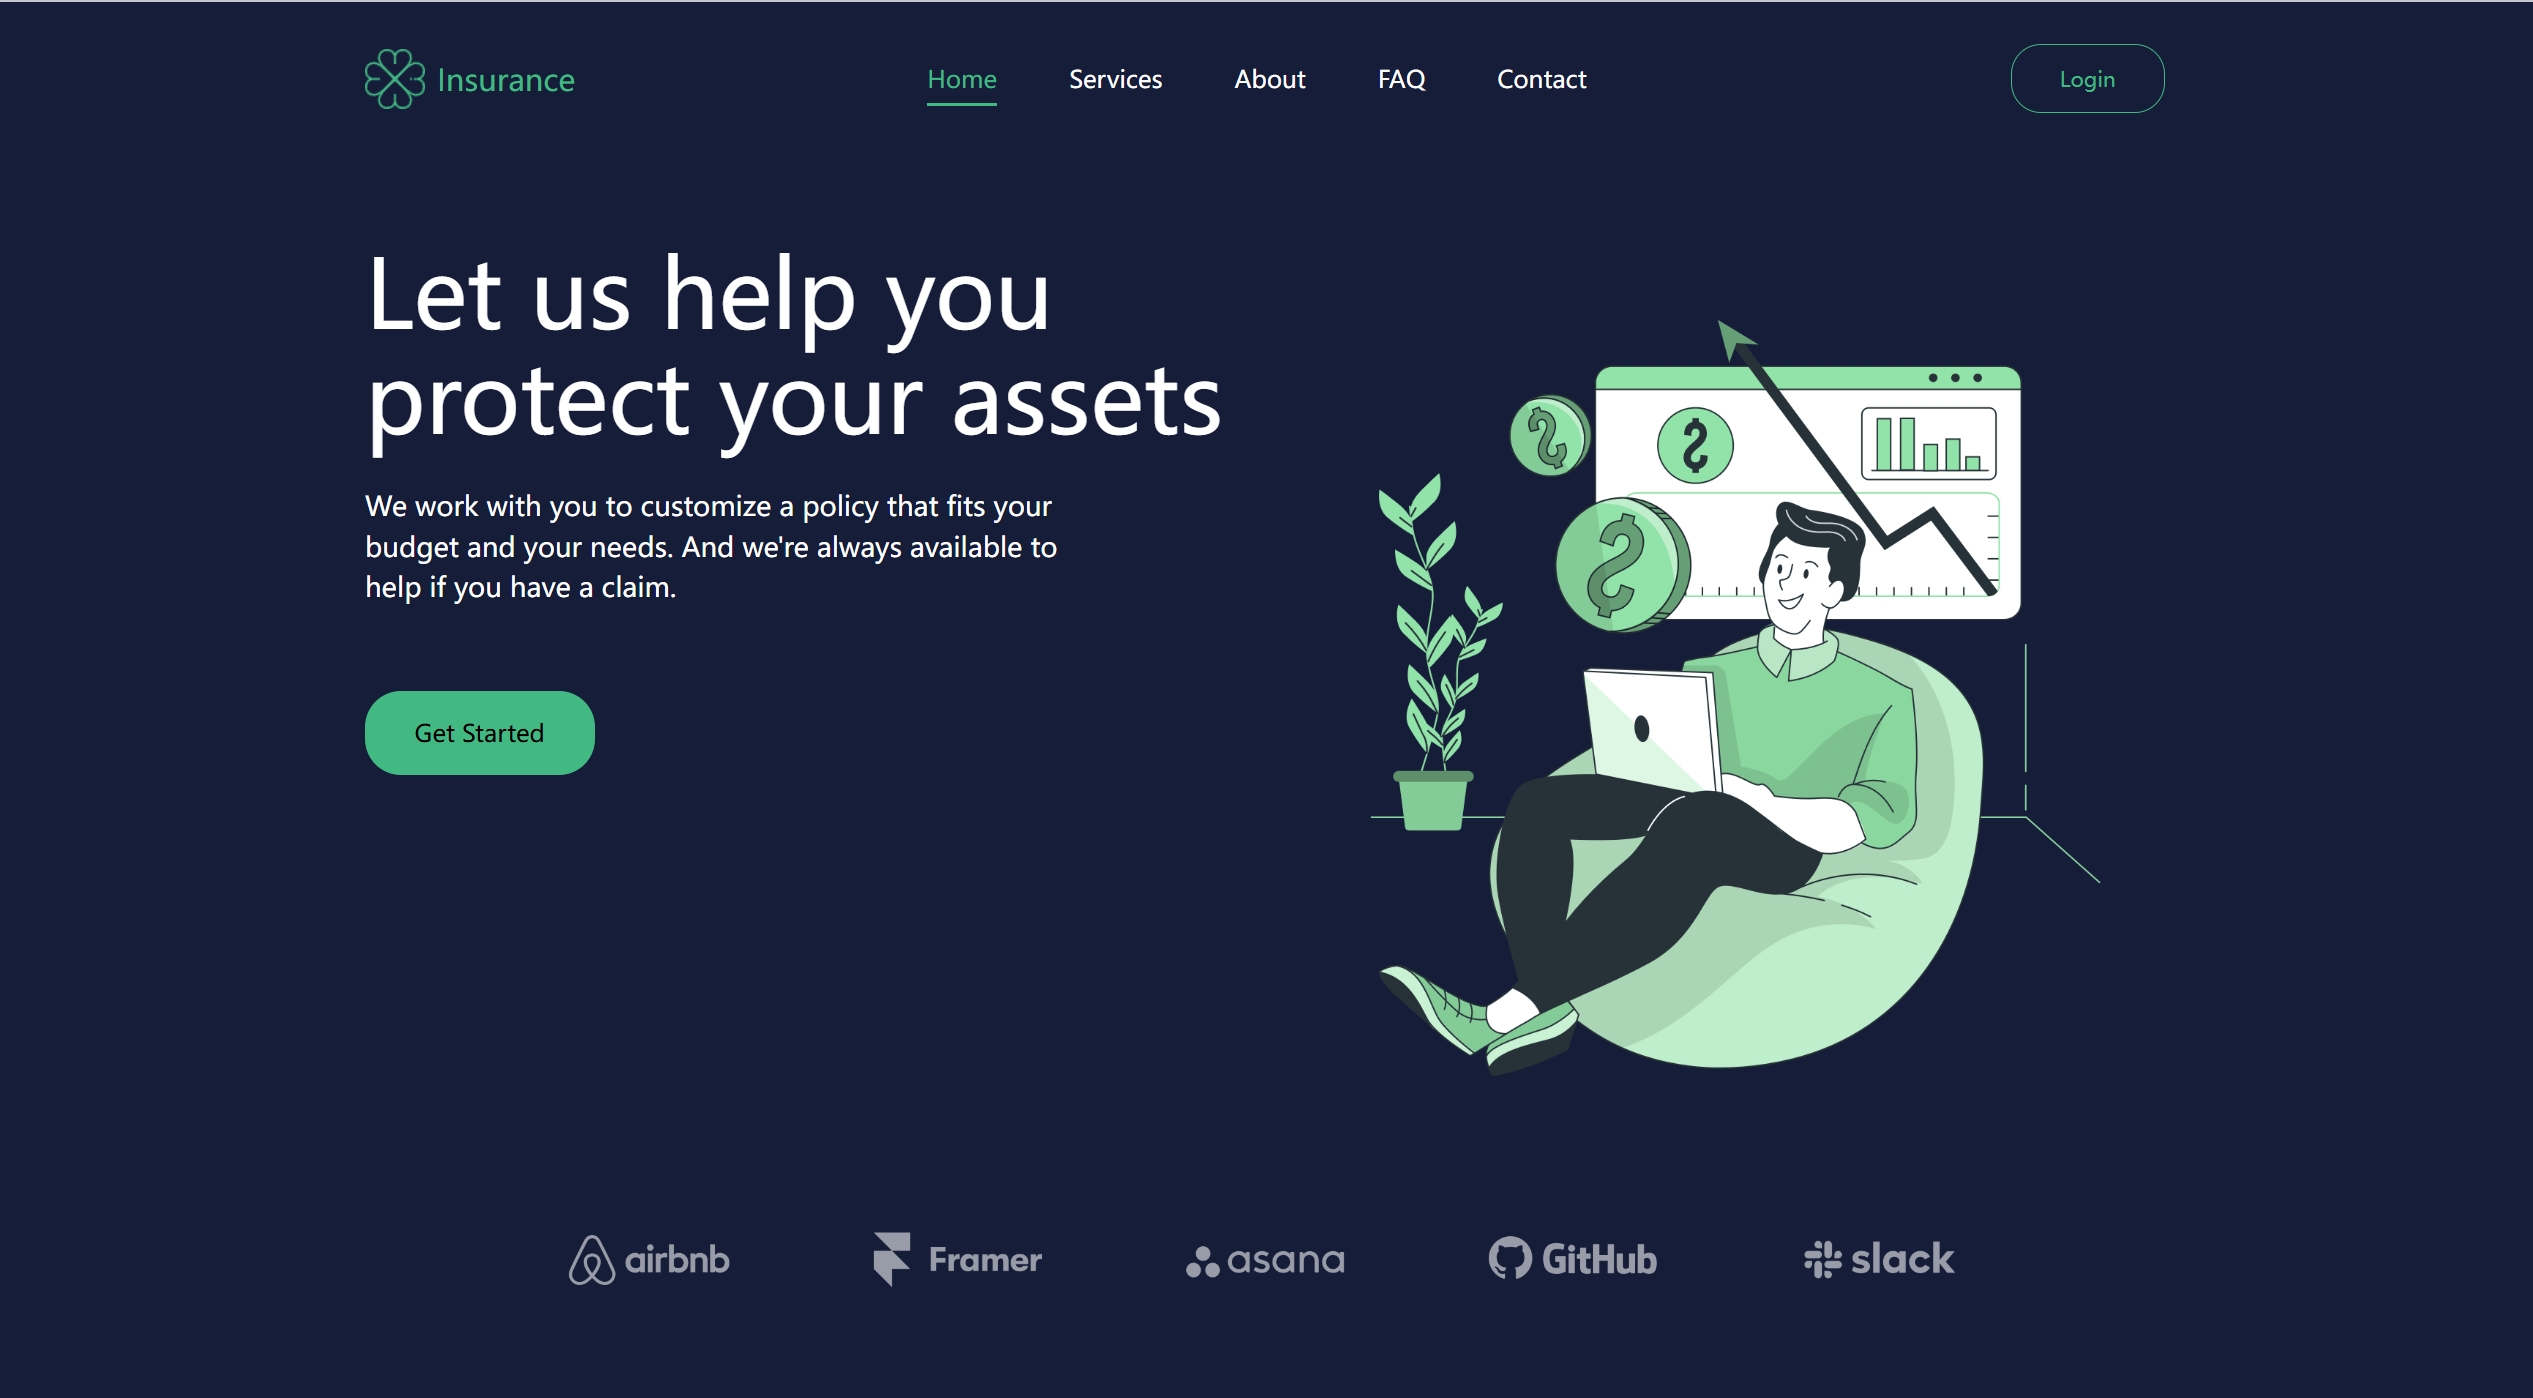 Insurance
Home Services About FAQ Contact
Login
Let us help you
protect your assets
We work with you to customize a policy that fits your
budget and your needs. And we're always available to
help if you have a claim.
Get Started
airbnb Framer asana GitHub slack